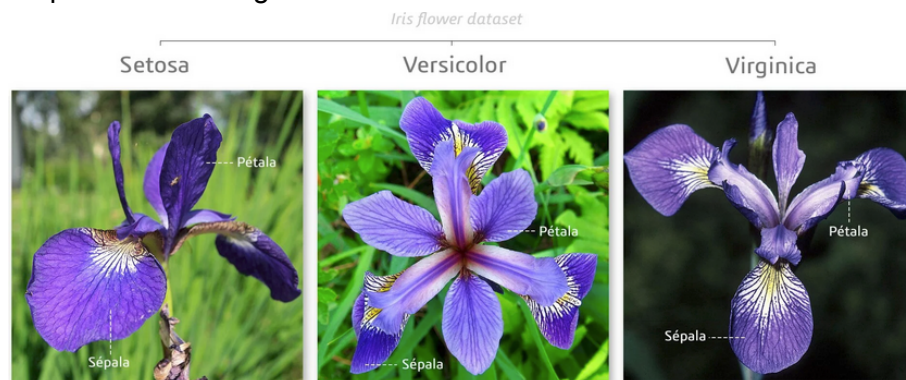 Iris flower dataset
Setosa
Versicolor
Virginica
Pétala
Sépala
Pétala
Sépala
Pétala
Sépala